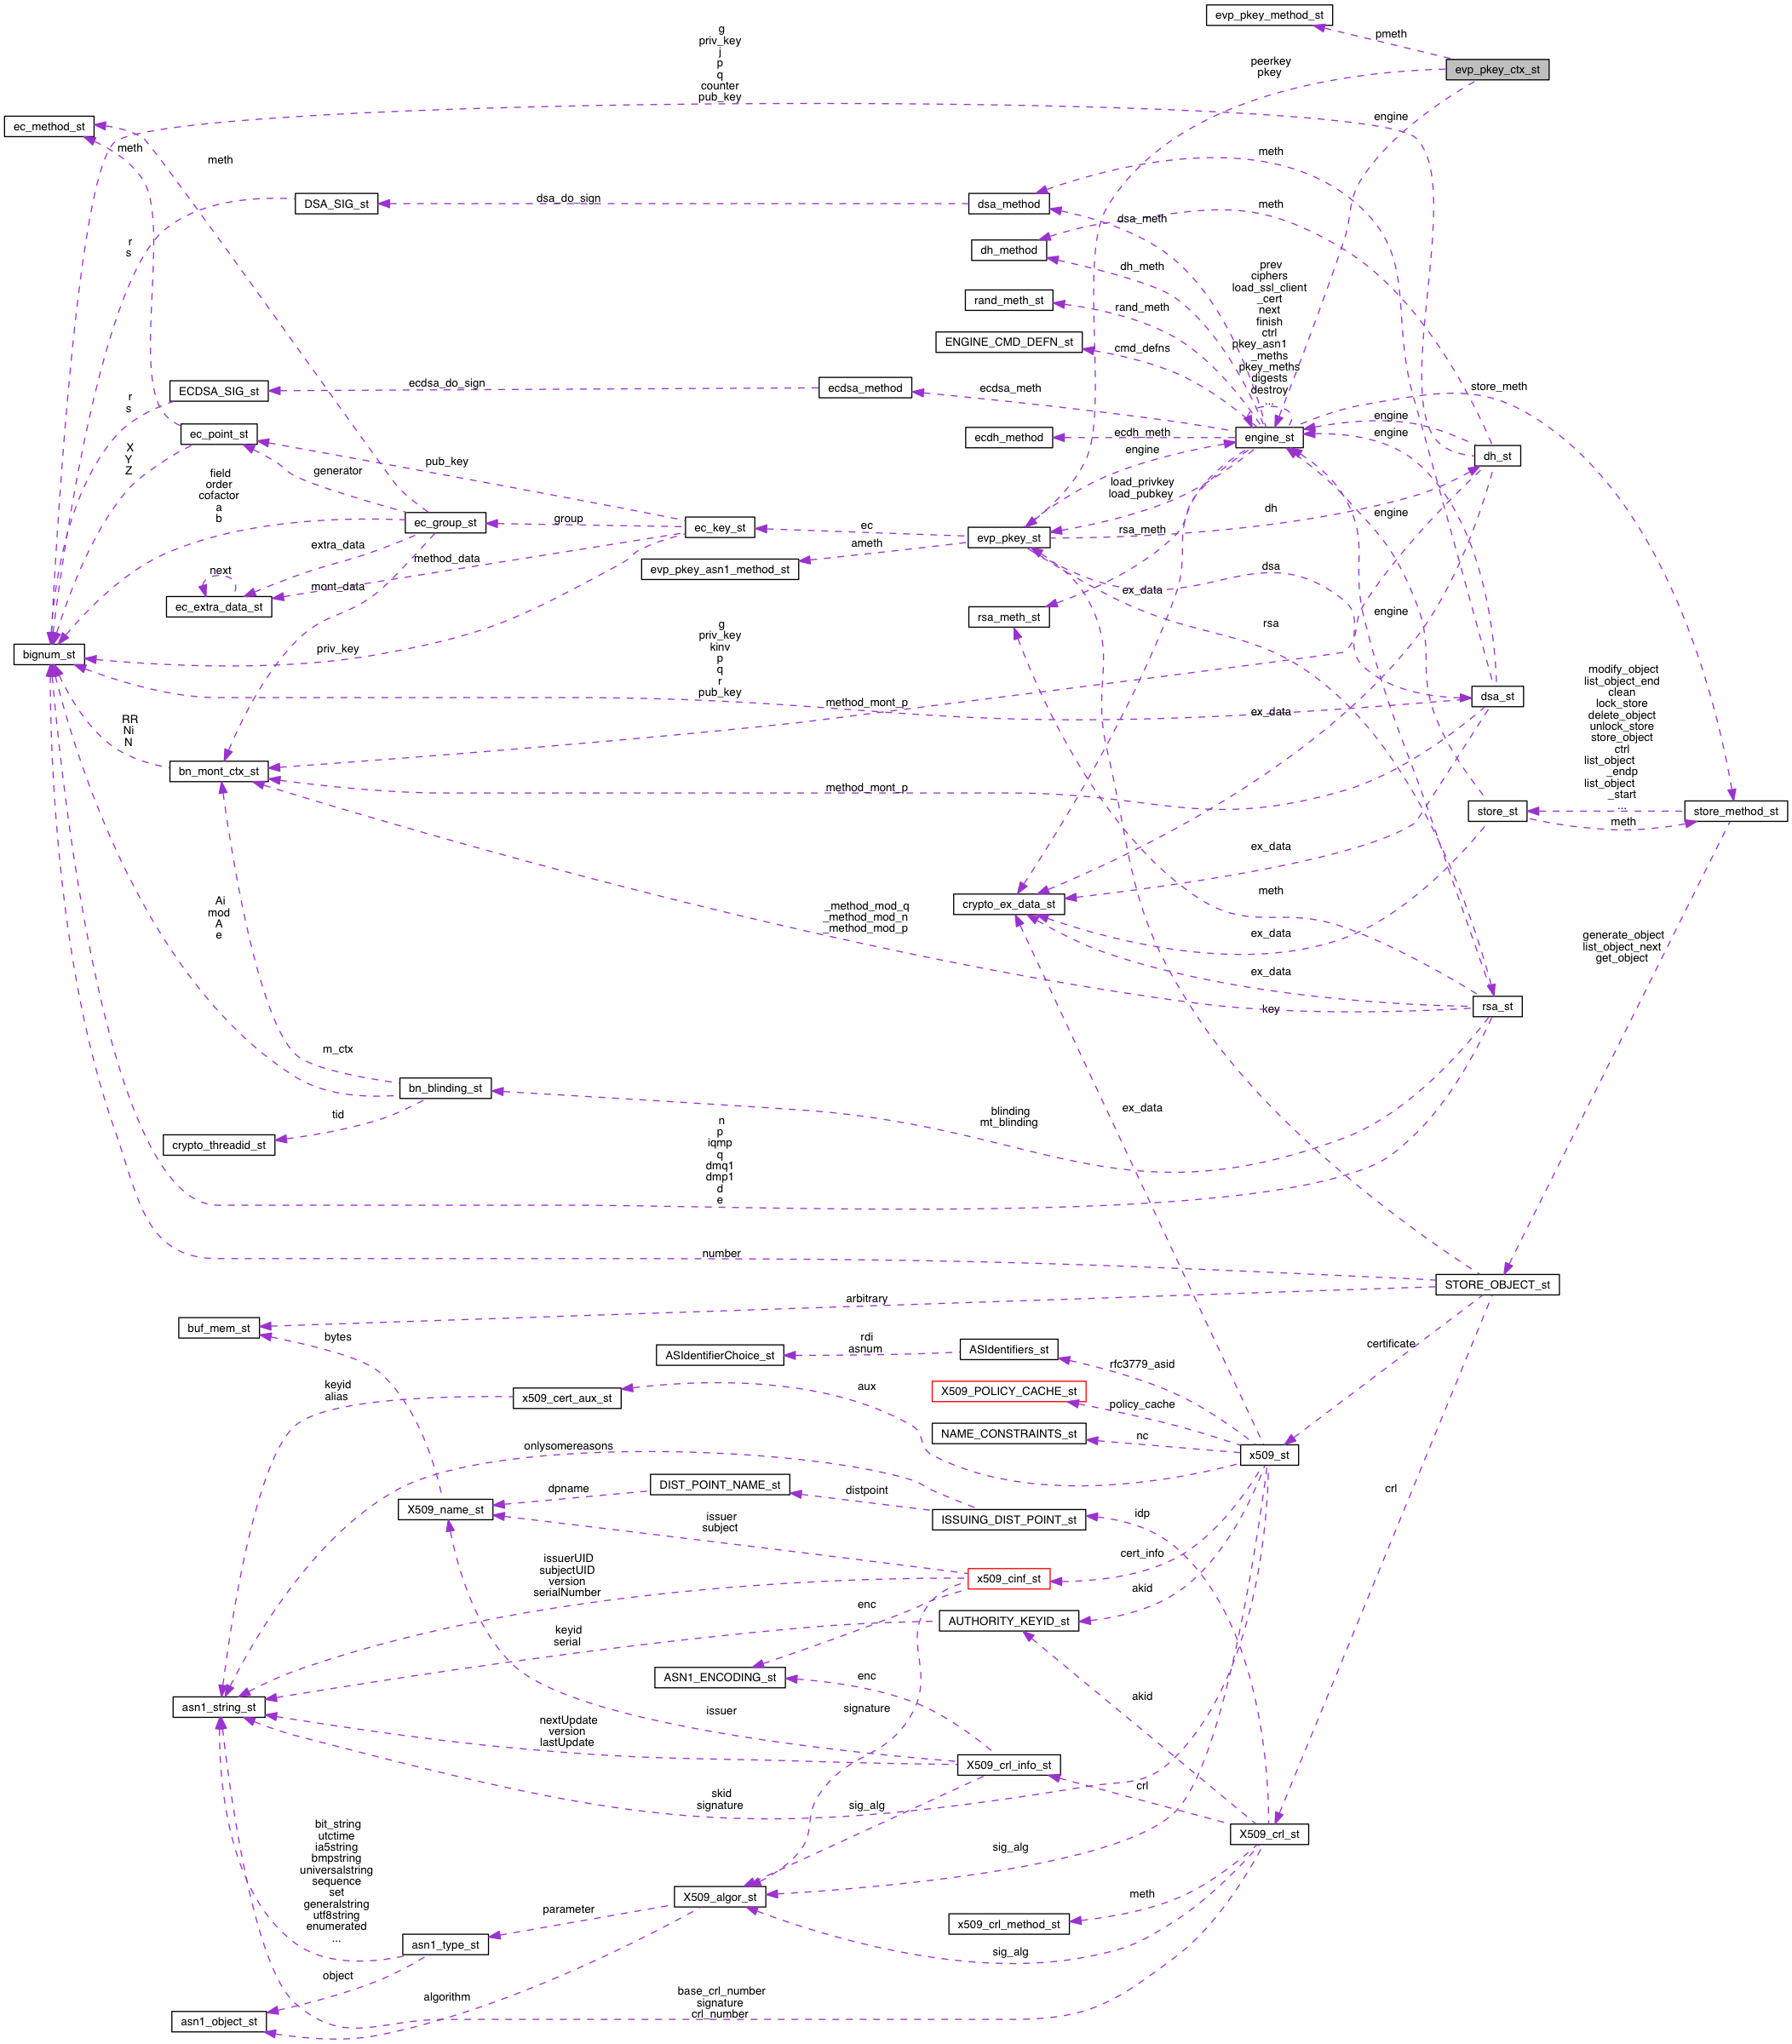 evp_pkey_method_st
pmeth
evp_pkey_ctx_st
g
priv_key
j
p
q
counter
pub_key
peerkey
pkey
engine
ec_method_st
meth
meth
meth
DSA_SIG_st
dsa_do_sign
dsa_method
dsa_meth
meth
r
s
dh_method
dh_meth
rand_meth_st
rand_meth
prev
ciphers
load_ssl_client
_cert
next
finish
ctrl
pkey_asn1
_meths
pkey_meths
digests
destroy
...
ENGINE_CMD_DEFN_st
cmd_defns
ECDSA_SIG_st
ecdsa_do_sign
ecdsa_method
ecdsa_meth
store_meth
r
s
ec_point_st
ecdh_method
ecdh_meth
engine_st
engine
engine
dh_st
X
Y
Z
pub_key
generator
engine
field
order
cofactor
a
b
load_privkey
load_pubkey
ec_group_st
group
ec_key_st
ec
evp_pkey_st
rsa_meth
dh
engine
extra_data
method_data
ameth
evp_pkey_asn1_method_st
next
mont_data
ec_extra_data_st
dsa
ex_data
rsa_meth_st
engine
rsa
bignum_st
priv_key
g
priv_key
kinv
p
q
r
pub_key
method_mont_p
ex_data
dsa_st
modify_object
list_object_end
clean
lock_store
delete_object
unlock_store
store_object
ctrl
list_object
_endp
list_object
_start
...
RR
Ni
N
bn_mont_ctx_st
method_mont_p
store_st
meth
store_method_st
ex_data
meth
crypto_ex_data_st
Ai
mod
A
e
_method_mod_q
_method_mod_n
_method_mod_p
ex_data
ex_data
key
rsa_st
generate_object
list_object_next
get_object
m_ctx
bn_blinding_st
tid
crypto_threadid_st
blinding
mt_blinding
ex_data
n
p
iqmp
q
dmq1
dmp1
d
e
number
STORE_OBJECT_st
arbitrary
buf_mem_st
bytes
ASIdentifierChoice_st
rdi
asnum
ASIdentifiers_st
rfc3779_asid
certificate
keyid
alias
x509_cert_aux_st
aux
X509_POLICY_CACHE_st
policy_cache
NAME_CONSTRAINTS_st
nc
x509_st
onlysomereasons
crl
DIST_POINT_NAME_st
distpoint
dpname
X509_name_st
ISSUING_DIST_POINT_st
idp
issuer
subject
cert_info
issuerUID
subjectUID
version
serialNumber
x509_cinf_st
akid
enc
AUTHORITY_KEYID_st
keyid
serial
ASN1_ENCODING_st
enc
akid
asn1_string_st
signature
issuer
nextUpdate
version
lastUpdate
X509_crl_info_st
crl
skid
signature
sig_alg
X509_crl_st
bit_string
utctime
ia5string
bmpstring
universalstring
sequence
set
generalstring
utf8string
enumerated
...
sig_alg
X509_algor_st
meth
parameter
x509_crl_method_st
asn1_type_st
sig_alg
object
algorithm
base_crl_number
signature
crl_number
asn1_object_st